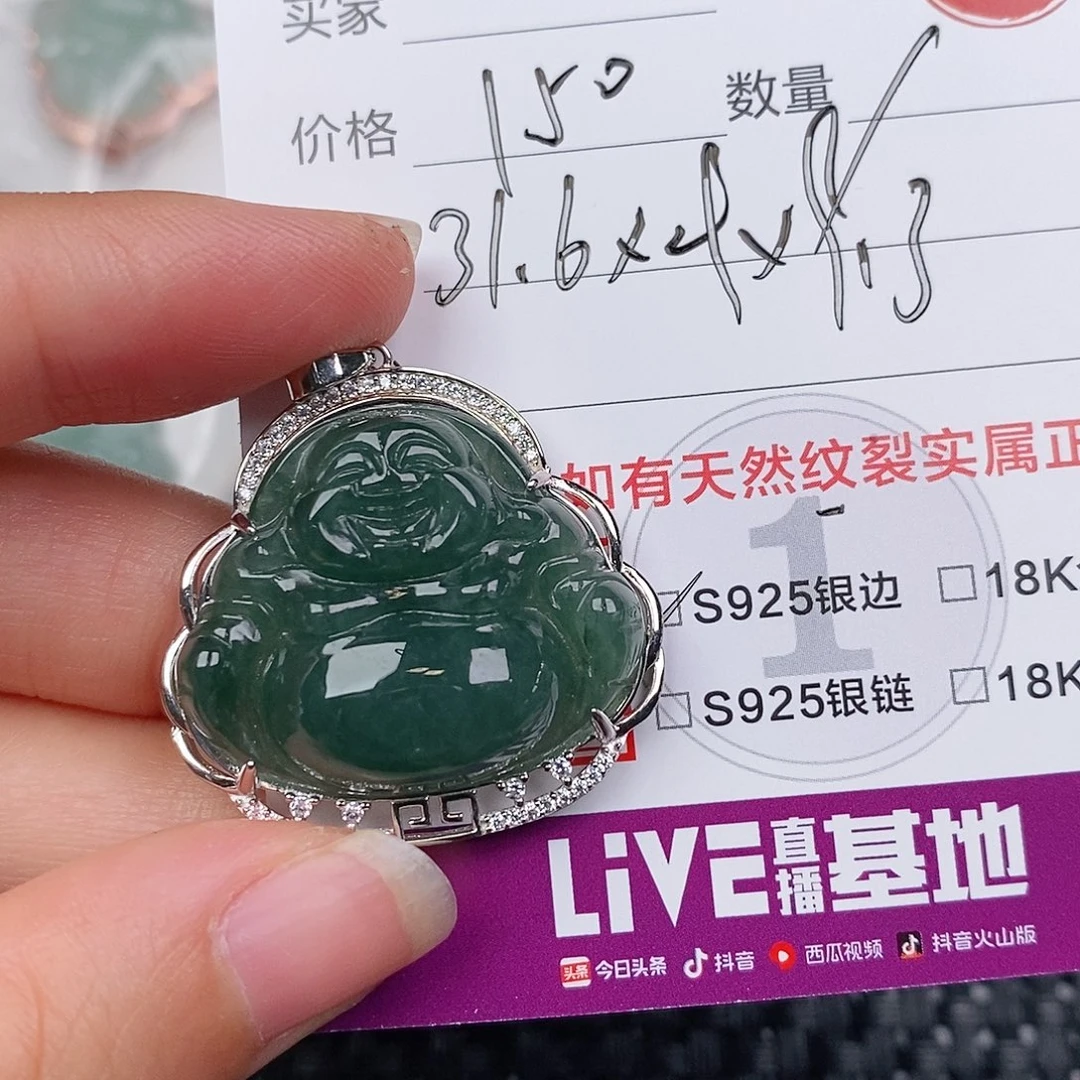 买家
价格 150 数量
31.6×4×9.3
如有天然纹裂实属正
1
S925银边 18K
S925银链 18K
LiVE直播基地
头条 今日头条 抖音 西瓜视频 抖音火山版